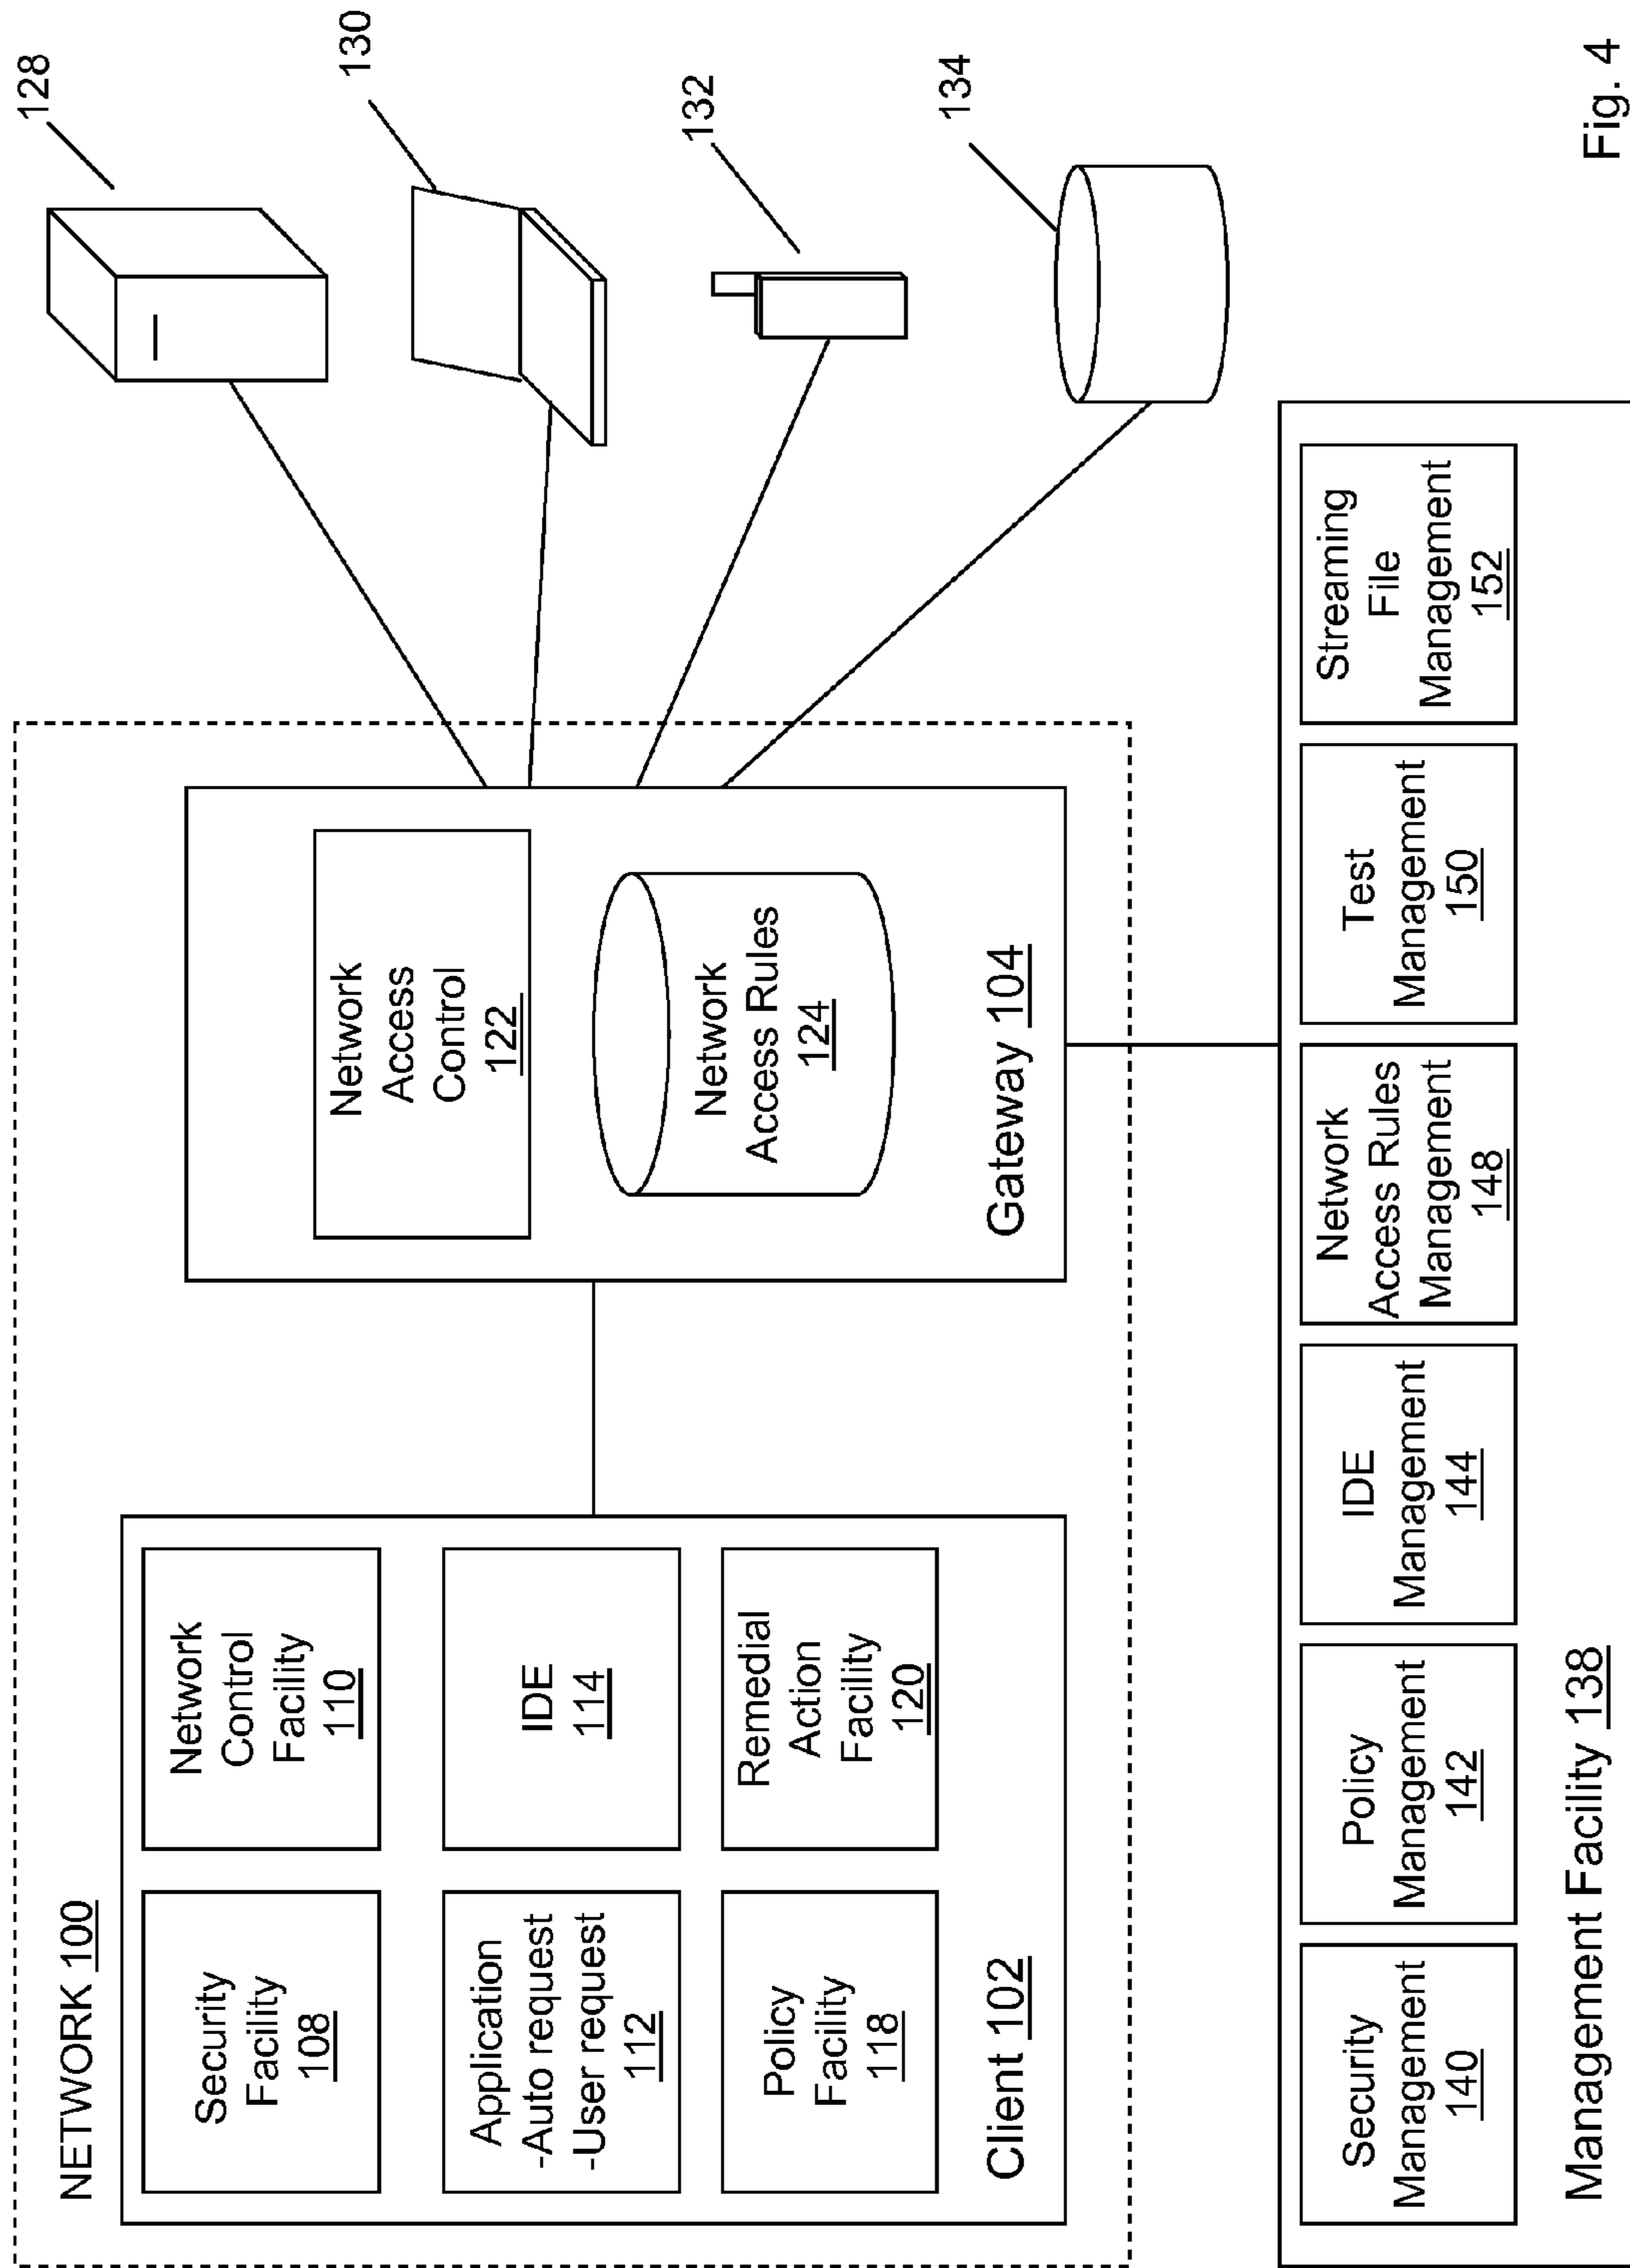 NETWORK 100
Security
Facility
108
Network
Control
Facility
110
Application
-Auto request
-User request
112
IDE
114
Policy
Facility
118
Remedial
Action
Facility
120
Client 102
Network
Access
Control
122
Network
Access Rules
124
Gateway 104
128
130
132
134
Security
Management
140
Policy
Management
142
IDE
Management
144
Network
Access Rules
Management
148
Test
Management
150
Streaming
File
Management
152
Management Facility 138
Fig. 4